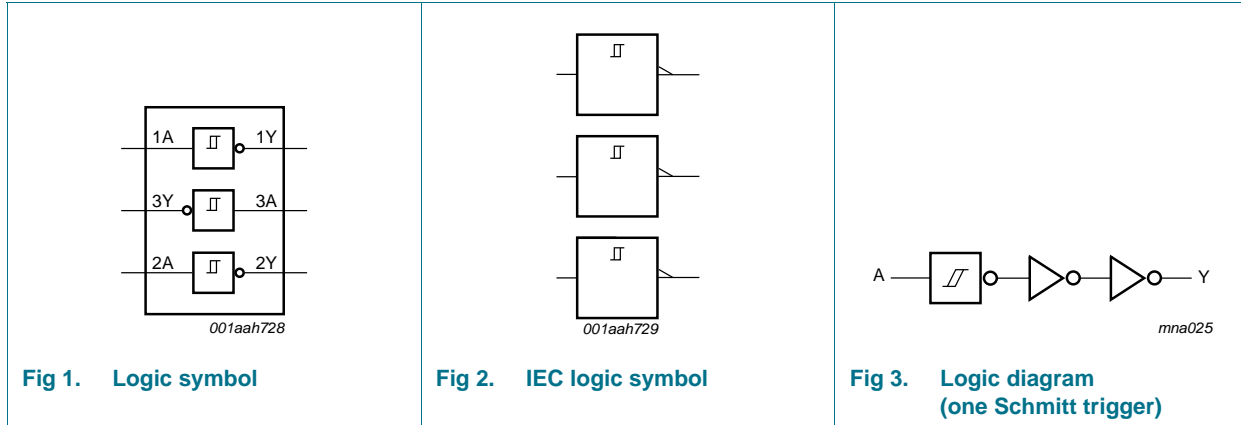 1A 1Y
3Y 3A
2A 2Y
001aah728
Fig 1. Logic symbol
001aah729
Fig 2. IEC logic symbol
A Y
mna025
Fig 3. Logic diagram
(one Schmitt trigger)